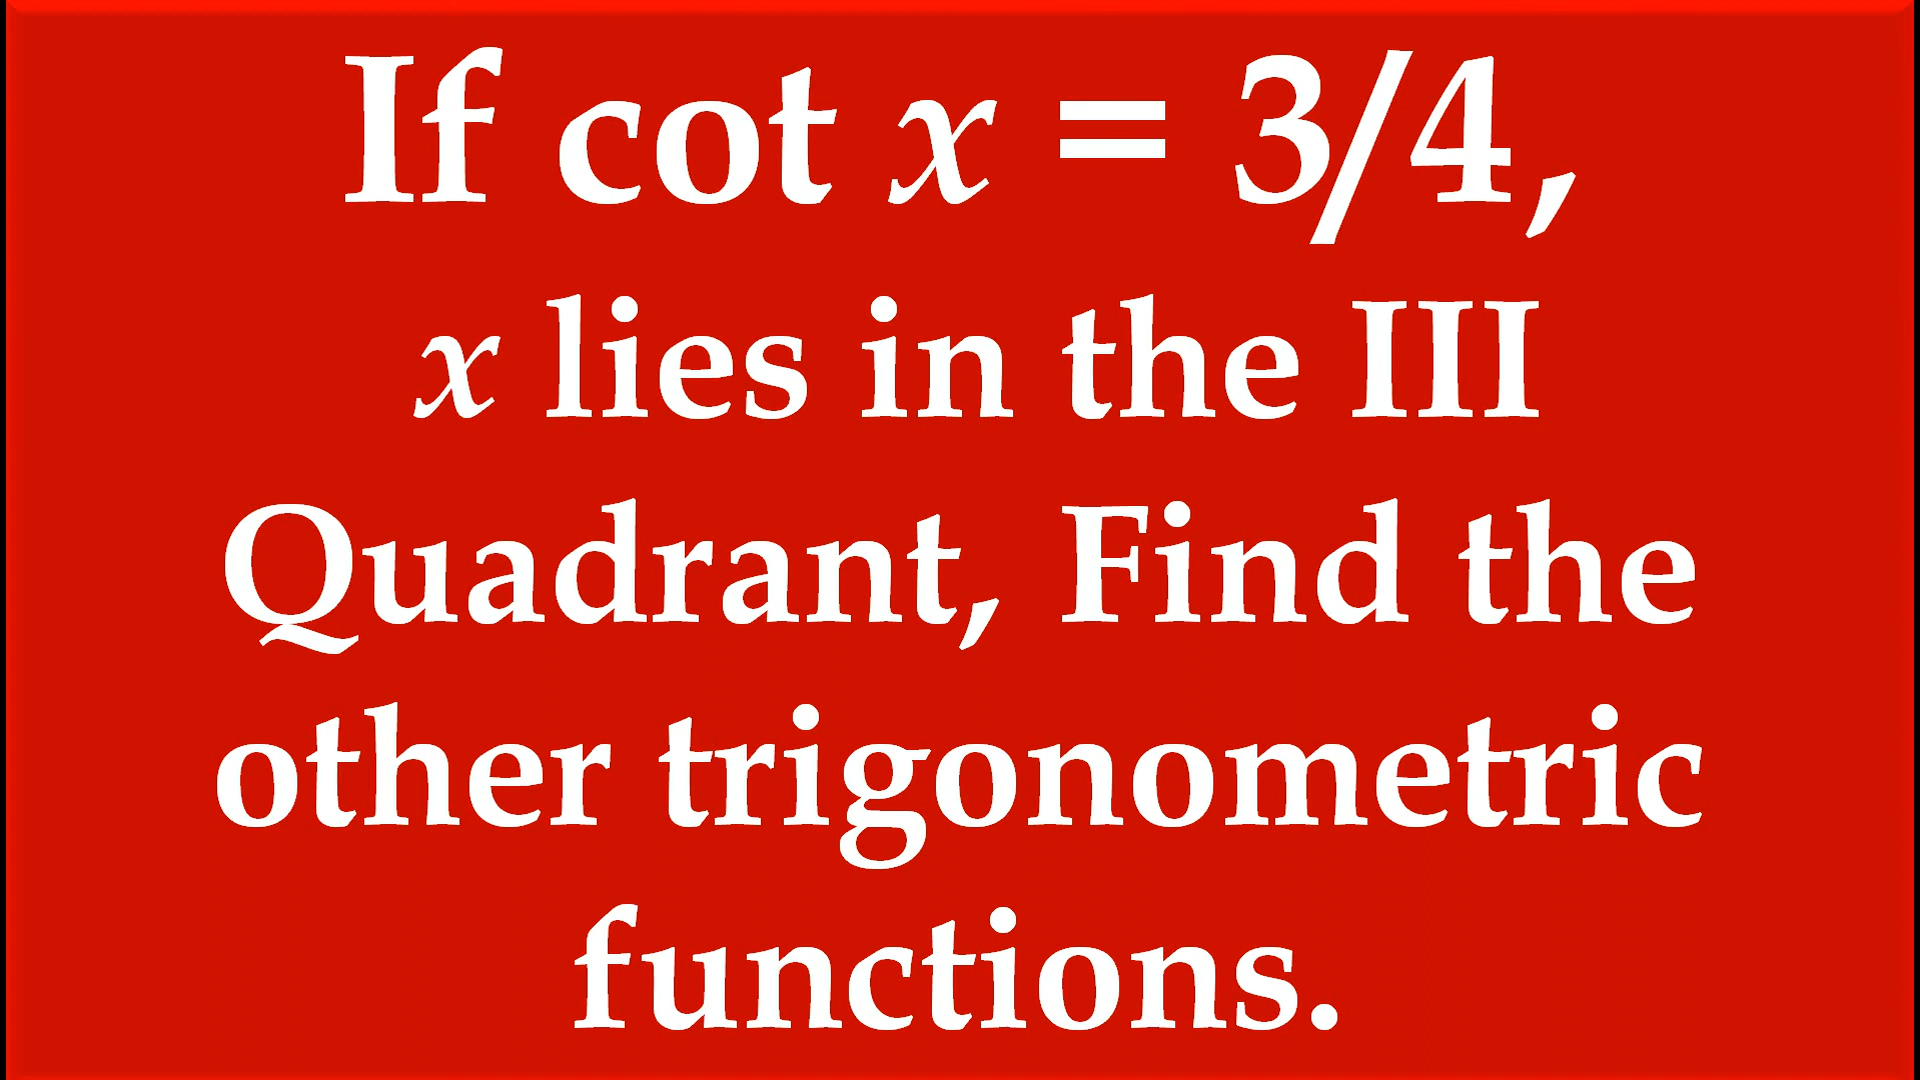 If cot x = 3/4,
x lies in the III
Quadrant, Find the
other trigonometric
functions.